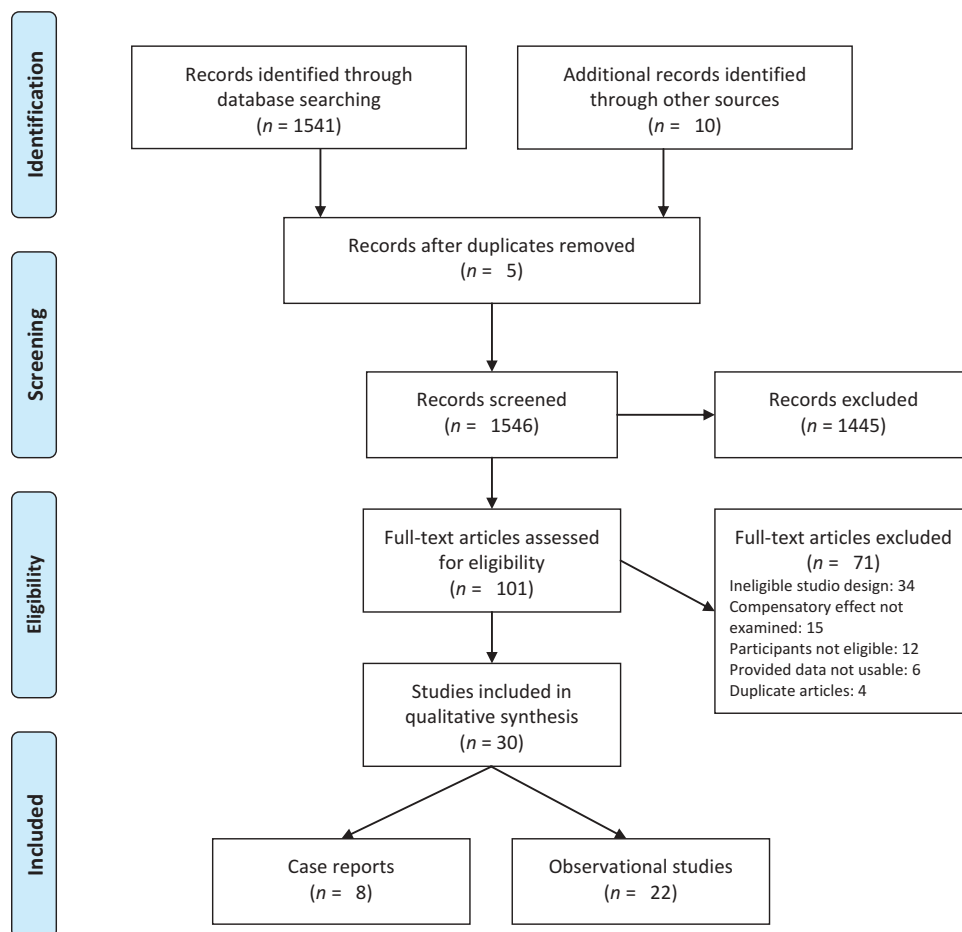 Identification
Records identified through
database searching
(n = 1541)
Additional records identified
through other sources
(n = 10)
Records after duplicates removed
(n = 5)
Screening
Records screened
(n = 1546)
Records excluded
(n = 1445)
Eligibility
Full-text articles assessed
for eligibility
(n = 101)
Full-text articles excluded
(n = 71)
Ineligible studio design: 34
Compensatory effect not
examined: 15
Participants not eligible: 12
Provided data not usable: 6
Duplicate articles: 4
Studies included in
qualitative synthesis
(n = 30)
Included
Case reports
(n = 8)
Observational studies
(n = 22)